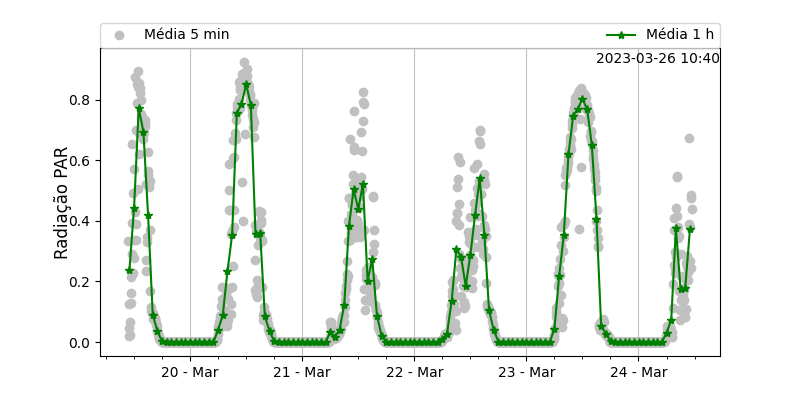 Média 5 min
Média 1 h
2023-03-26 10:40
Radiação PAR
0.8
0.6
0.4
0.2
0.0
20 - Mar
21 - Mar
22 - Mar
23 - Mar
24 - Mar